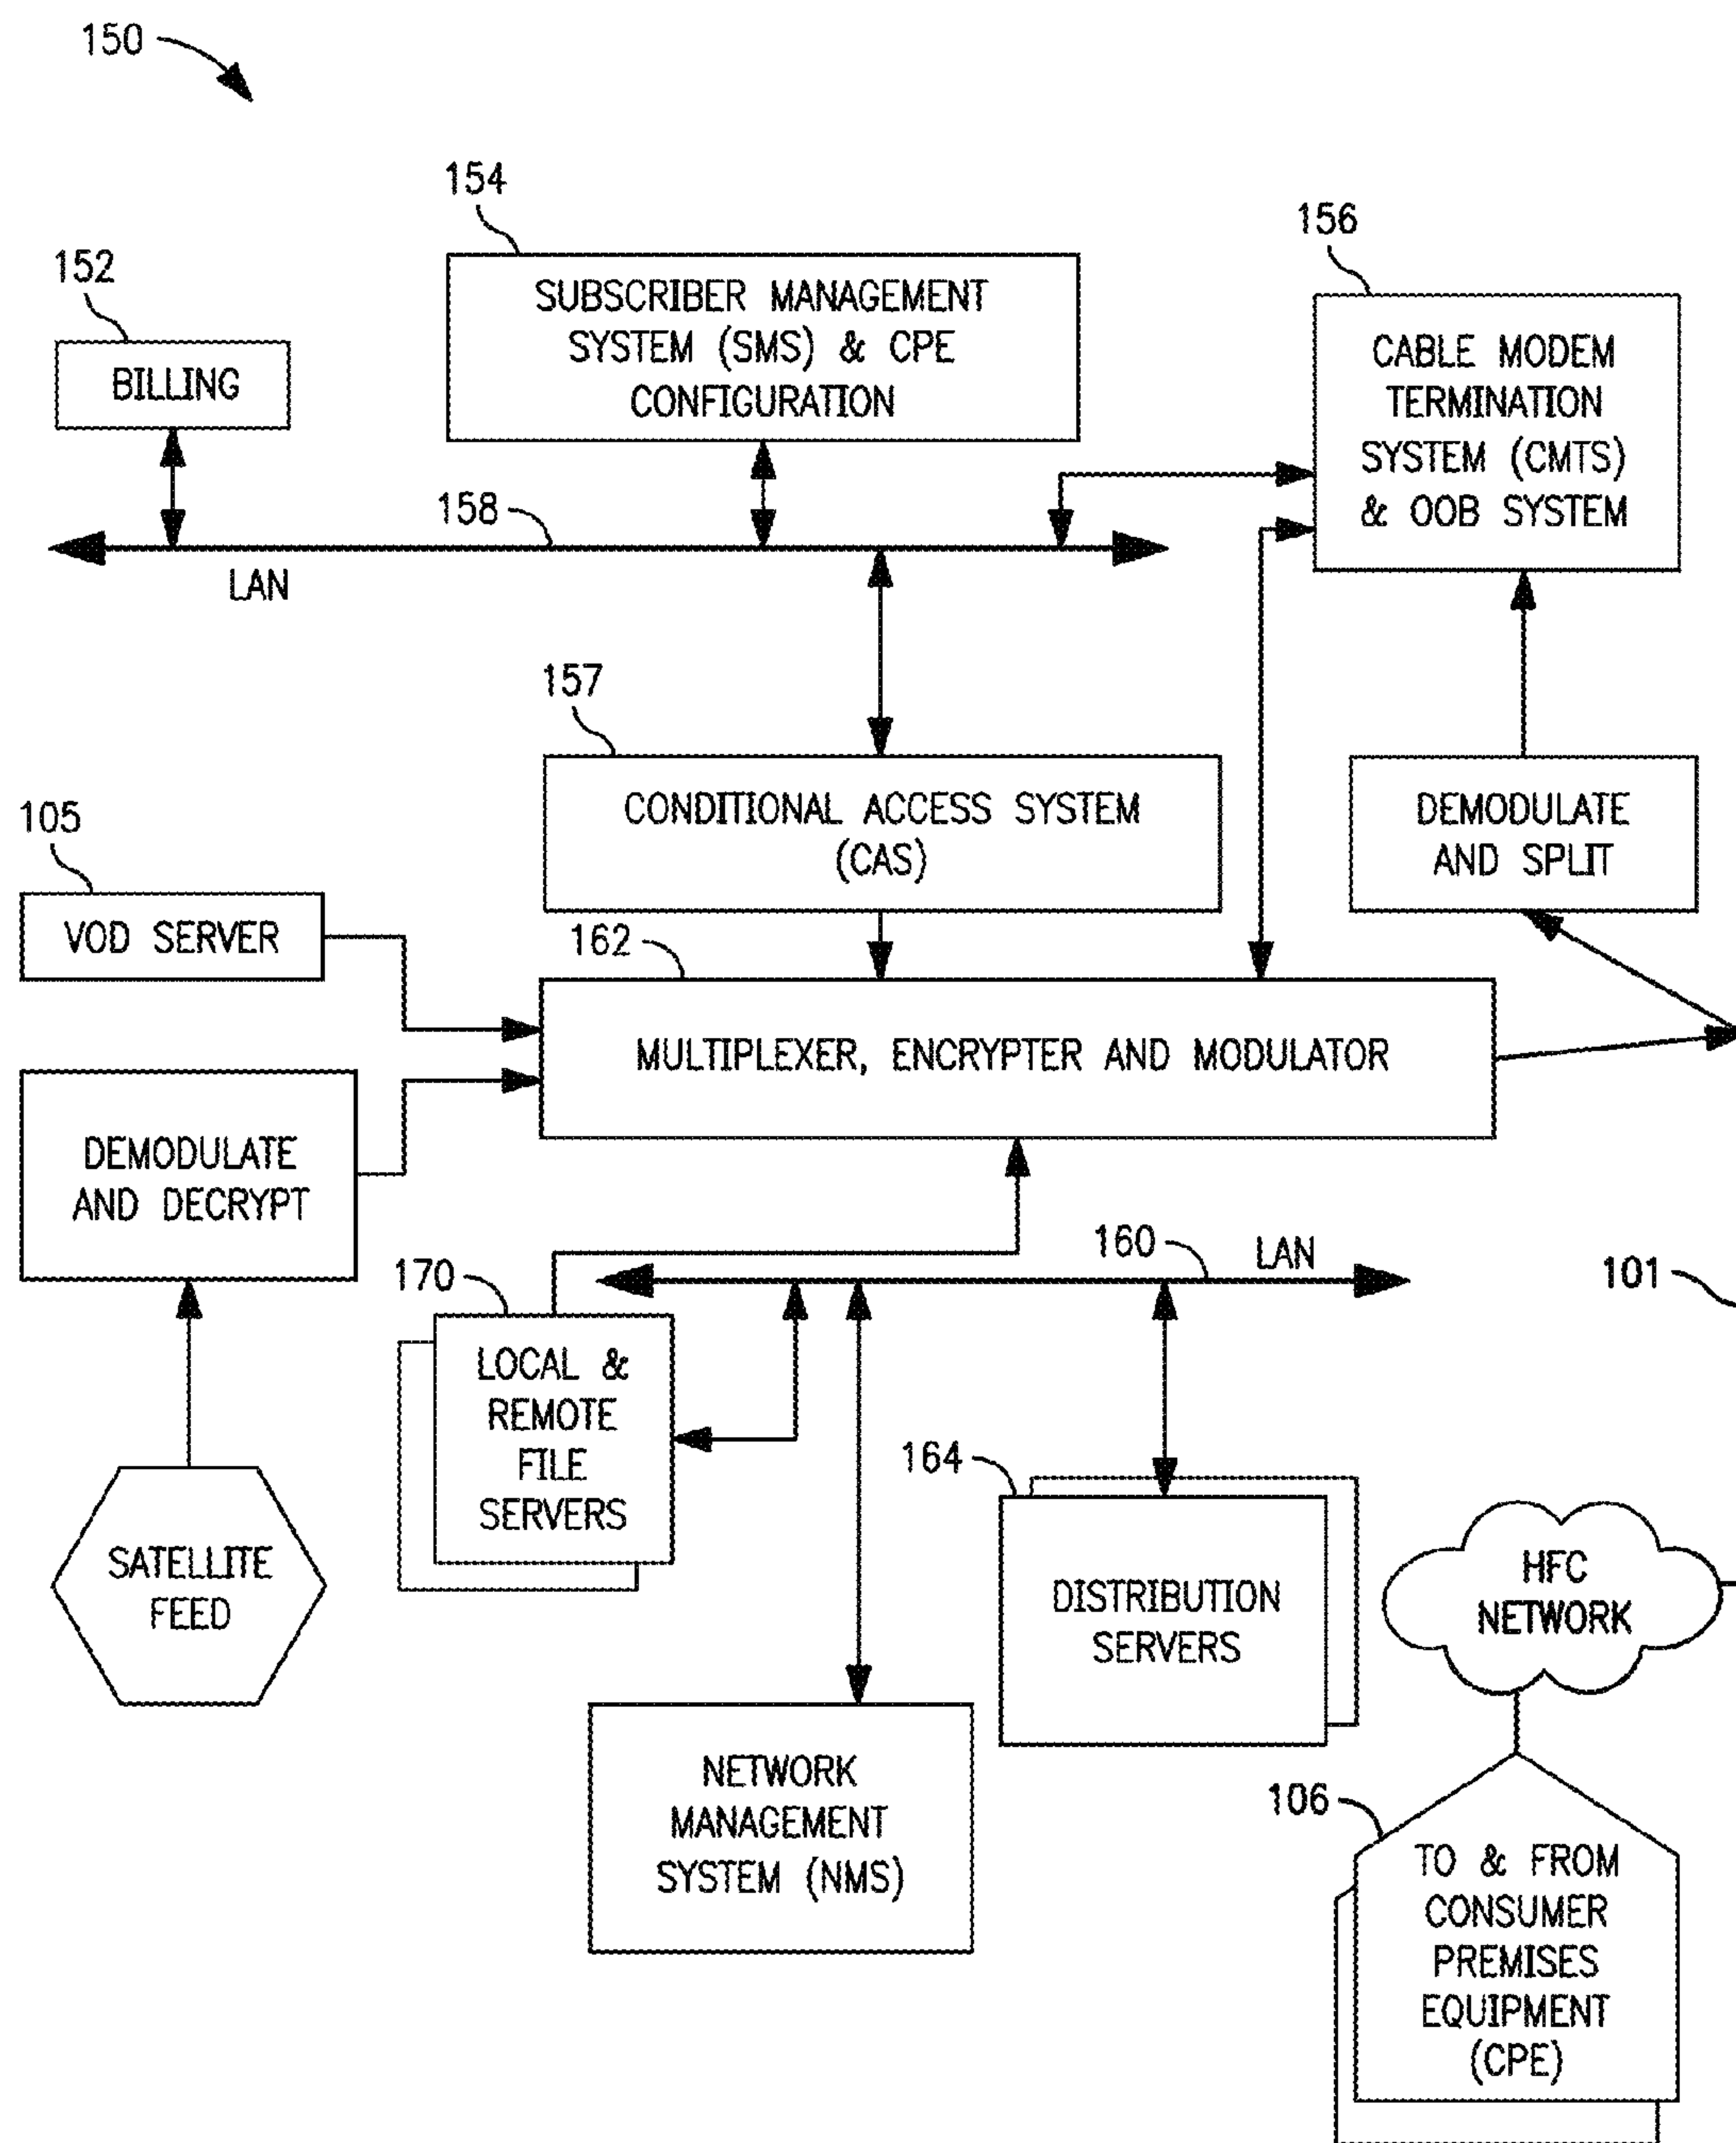 150
154
156
152
SUBSCRIBER MANAGEMENT
SYSTEM (SMS) & CPE
CONFIGURATION
BILLING
CABLE MODEM
TERMINATION
SYSTEM (CMTS)
& OOB SYSTEM
158
LAN
157
CONDITIONAL ACCESS SYSTEM
(CAS)
DEMODULATE
AND SPLIT
105
VOD SERVER
162
MULTIPLEXER, ENCRYPTER AND MODULATOR
DEMODULATE
AND DECRYPT
160
LAN
101
170
LOCAL &
REMOTE
FILE
SERVERS
164
SATELLITE
FEED
DISTRIBUTION
SERVERS
HFC
NETWORK
NETWORK
MANAGEMENT
SYSTEM (NMS)
106
TO & FROM
CONSUMER
PREMISES
EQUIPMENT
(CPE)